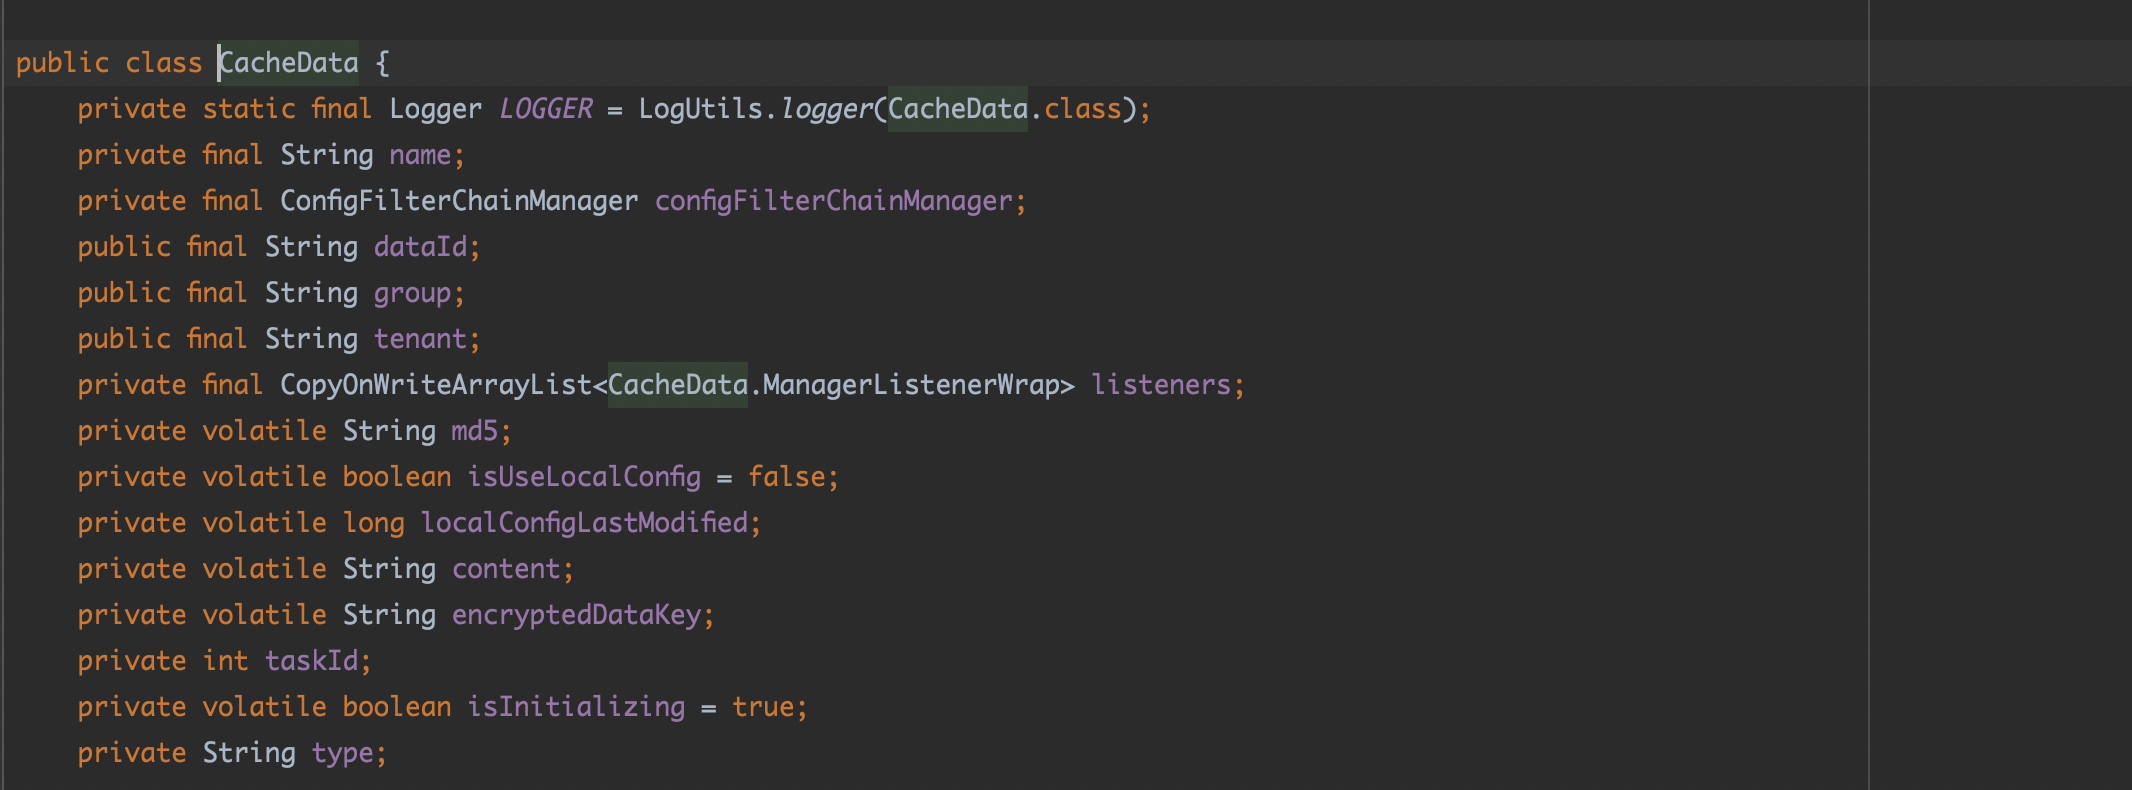 public class CacheData {
private static final Logger LOGGER = LogUtils.logger(CacheData.class);
private final String name;
private final ConfigFilterChainManager configFilterChainManager;
public final String dataId;
public final String group;
public final String tenant;
private final CopyOnWriteArrayList<CacheData.ManagerListenerWrap> listeners;
private volatile String md5;
private volatile boolean isUseLocalConfig = false;
private volatile long localConfigLastModified;
private volatile String content;
private volatile String encryptedDataKey;
private int taskId;
private volatile boolean isInitializing = true;
private String type;